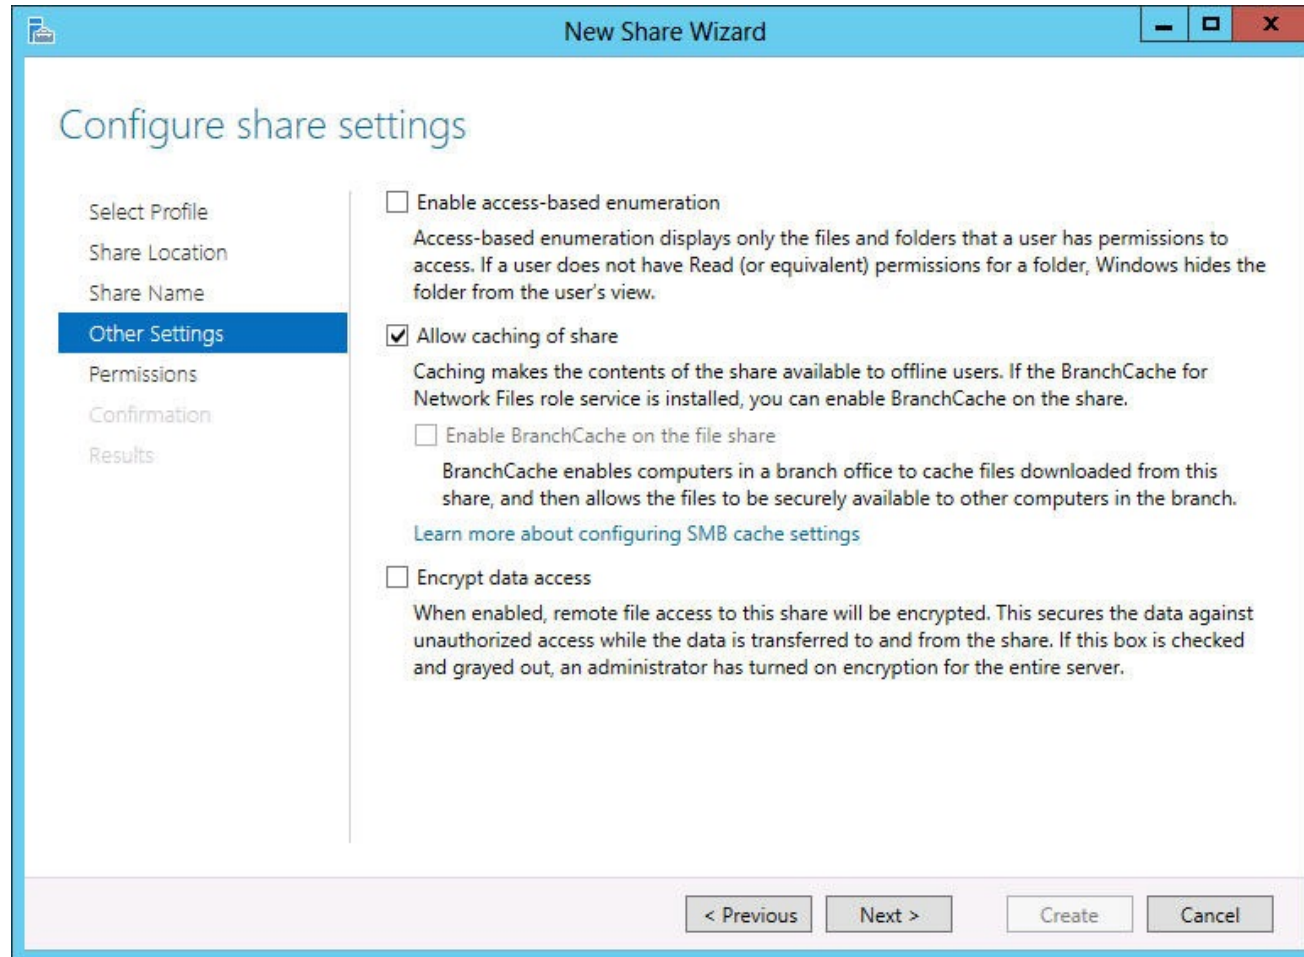 New Share Wizard
Configure share settings
Select Profile
Share Location
Share Name
Other Settings
Permissions
Confirmation
Results
Enable access-based enumeration
Access-based enumeration displays only the files and folders that a user has permissions to
access. If a user does not have Read (or equivalent) permissions for a folder, Windows hides the
folder from the user's view.
Allow caching of share
Caching makes the contents of the share available to offline users. If the BranchCache for
Network Files role service is installed, you can enable BranchCache on the share.
Enable BranchCache on the file share
BranchCache enables computers in a branch office to cache files downloaded from this
share, and then allows the files to be securely available to other computers in the branch.
Learn more about configuring SMB cache settings
Encrypt data access
When enabled, remote file access to this share will be encrypted. This secures the data against
unauthorized access while the data is transferred to and from the share. If this box is checked
and grayed out, an administrator has turned on encryption for the entire server.
< Previous
Next >
Create
Cancel